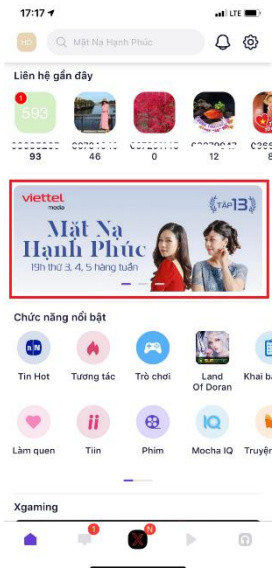 17:17
LTE
HD
Mặt Nạ Hạnh Phúc
Liên hệ gần đây
1
593
93
46
0
12
8
viettel
media
TẬP 13
Mặt Nạ
Hạnh Phúc
19h thứ 3, 4, 5 hàng tuần
Chức năng nổi bật
Tin Hot
Tương tác
Trò chơi
Land
Of Doran
Khai b
Làm quen
Tiin
Phim
Mocha IQ
Truyện
Xgaming
1
N